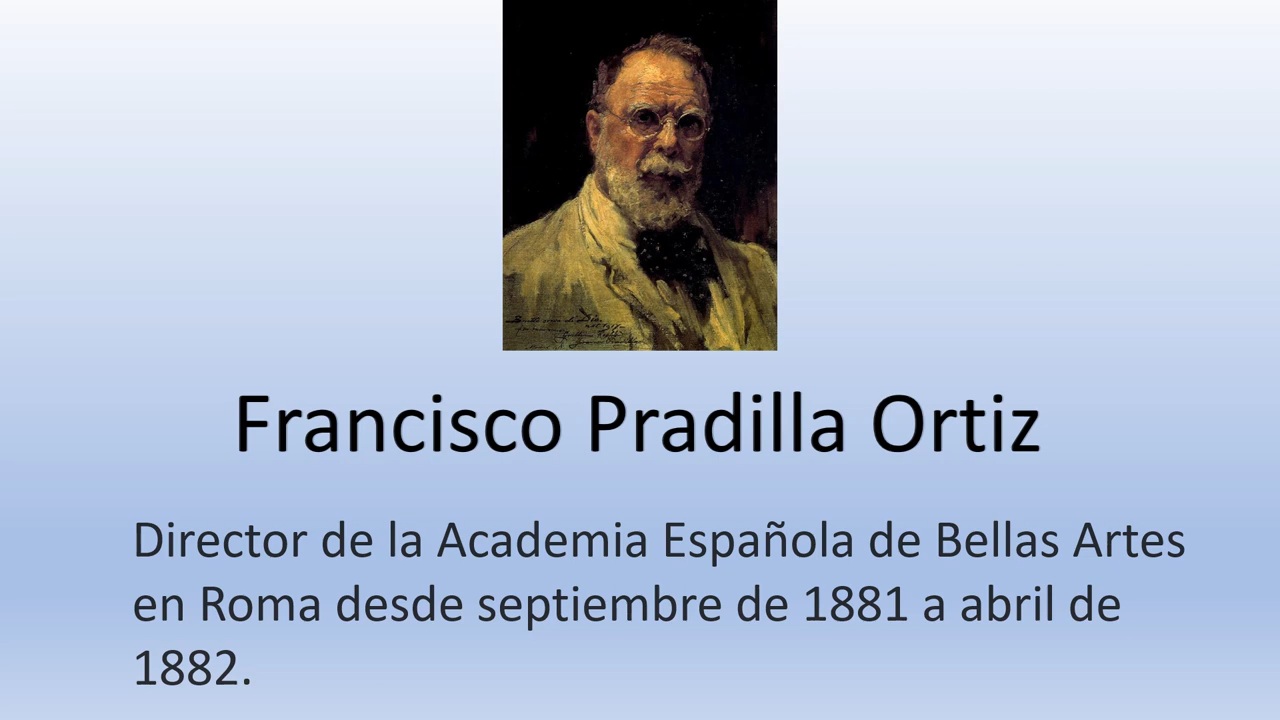 Francisco Pradilla Ortiz
Director de la Academia Española de Bellas Artes
en Roma desde septiembre de 1881 a abril de
1882.